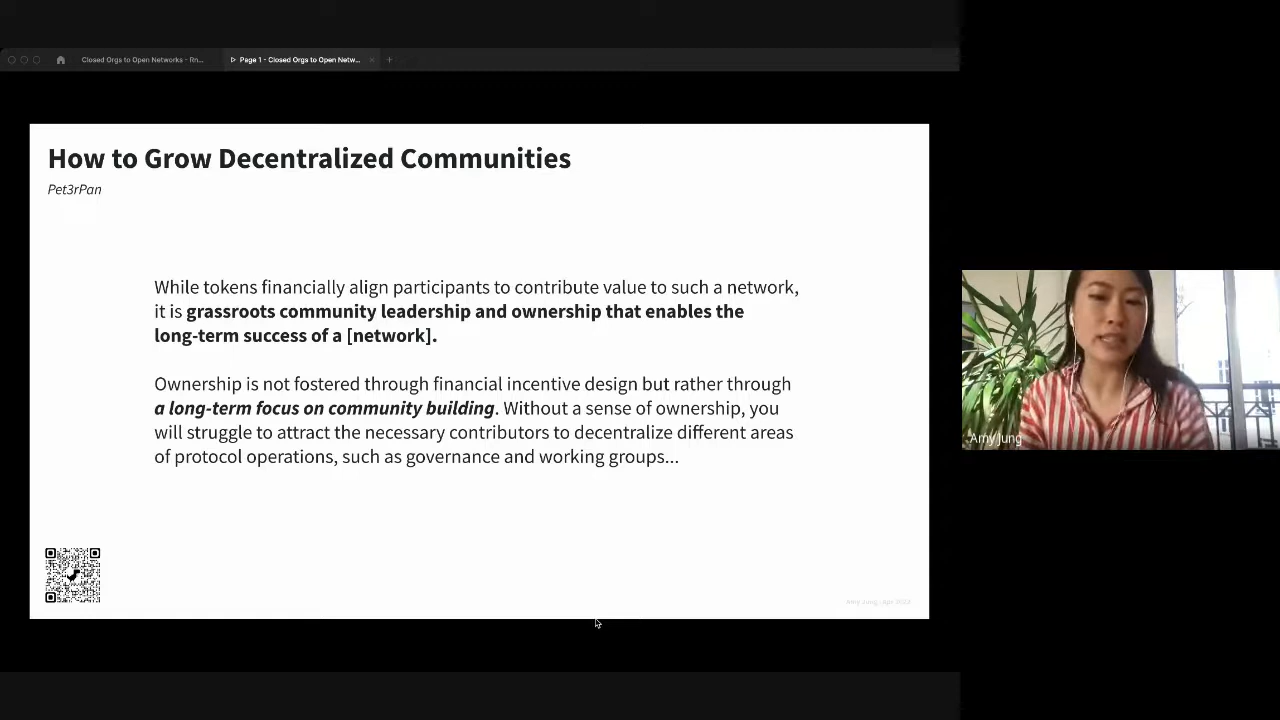 Closed Orgs to Open Networks - Rn...
Page 1 - Closed Orgs to Open Netw...
How to Grow Decentralized Communities
Pet3rPan
While tokens financially align participants to contribute value to such a network,
it is grassroots community leadership and ownership that enables the
long-term success of a [network].
Ownership is not fostered through financial incentive design but rather through
a long-term focus on community building. Without a sense of ownership, you
will struggle to attract the necessary contributors to decentralize different areas
of protocol operations, such as governance and working groups...
Amy Jung